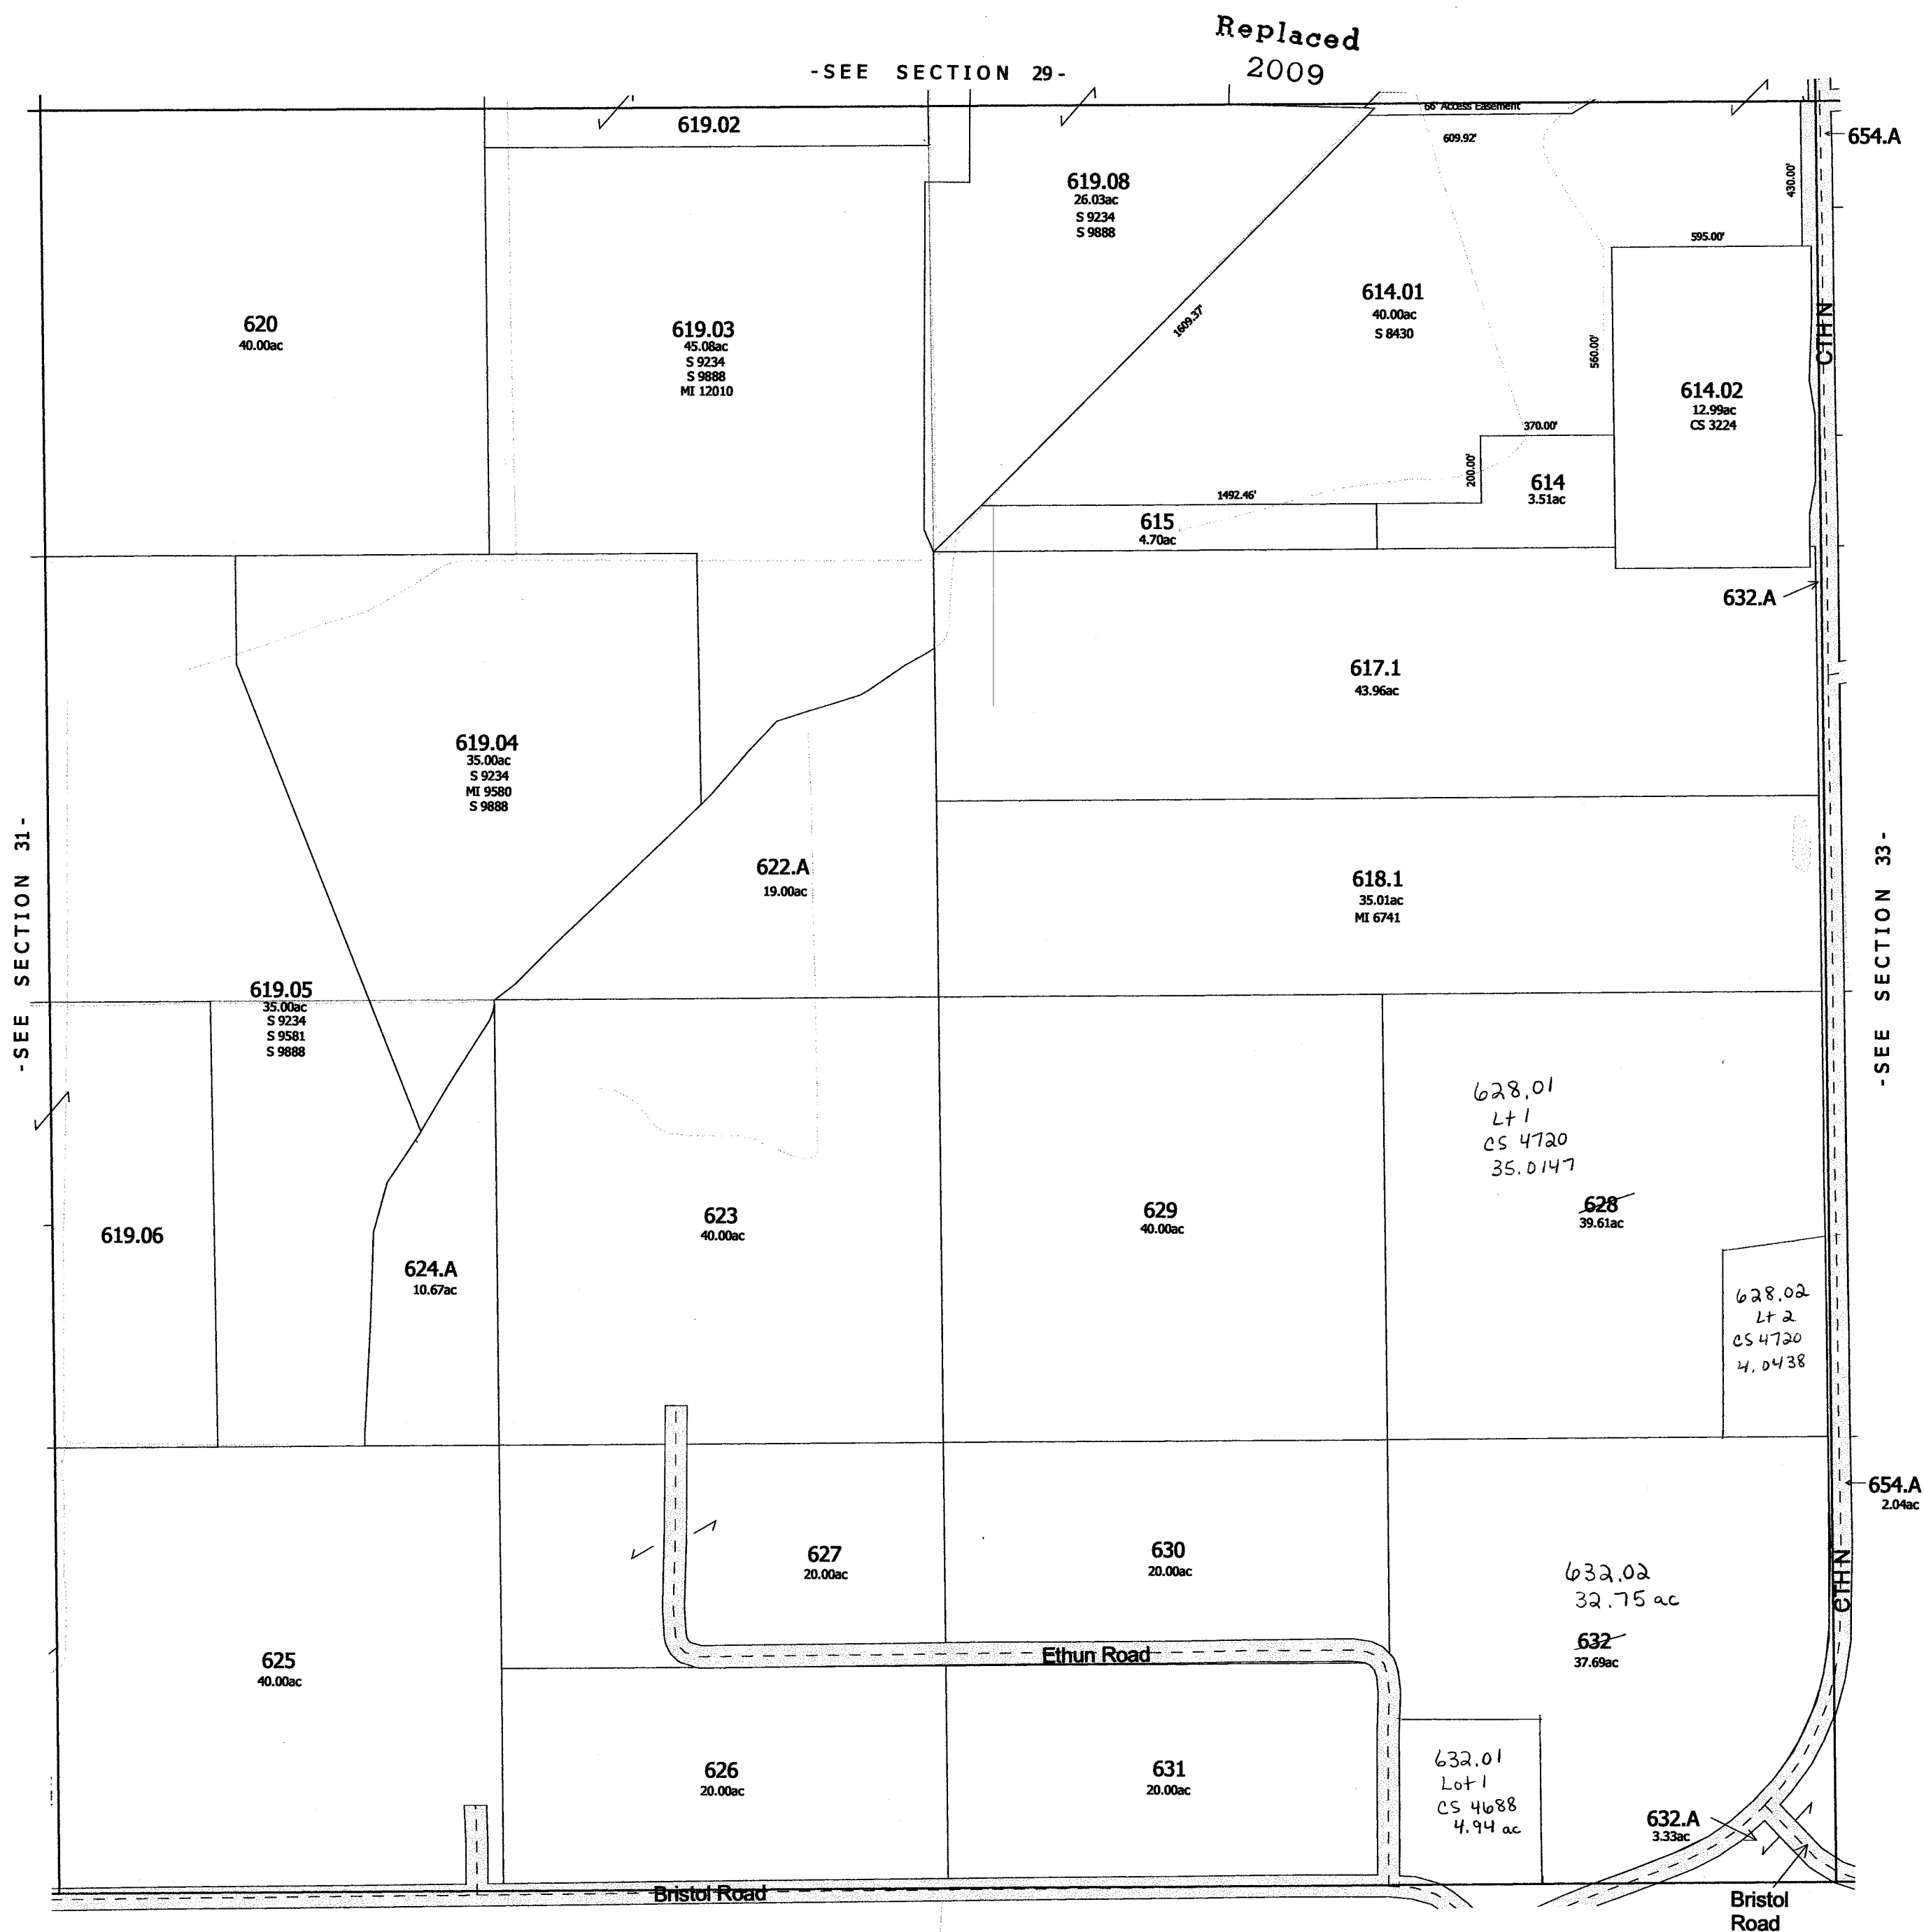 Replaced
2009
-SEE SECTION 29-
66' Access Easement
619.02
609.92'
654.A
430.00'
619.08
26.03ac
S 9234
S 9888
595.00'
614.01
40.00ac
S 8430
1609.37'
CTHN
620
40.00ac
619.03
45.08ac
S 9234
S 9888
MI 12010
560.00'
614.02
12.99ac
CS 3224
370.00'
200.00'
614
3.51ac
1492.46'
615
4.70ac
632.A
617.1
43.96ac
619.04
35.00ac
S 9234
MI 9580
S 9888
-SEE SECTION 31-
622.A
19.00ac
618.1
35.01ac
MI 6741
-SEE SECTION 33-
619.05
35.00ac
S 9234
S 9581
S 9888
628.01
Lt 1
CS 4720
35.0147
628
39.61ac
619.06
623
40.00ac
629
40.00ac
624.A
10.67ac
628.02
Lt 2
CS 4720
4.0438
654.A
2.04ac
627
20.00ac
630
20.00ac
CTHN
632.02
32.75 ac
632
37.69ac
625
40.00ac
Ethun Road
626
20.00ac
631
20.00ac
632.01
Lot 1
CS 4688
4.94 ac
632.A
3.33ac
Bristol Road
Bristol
Road